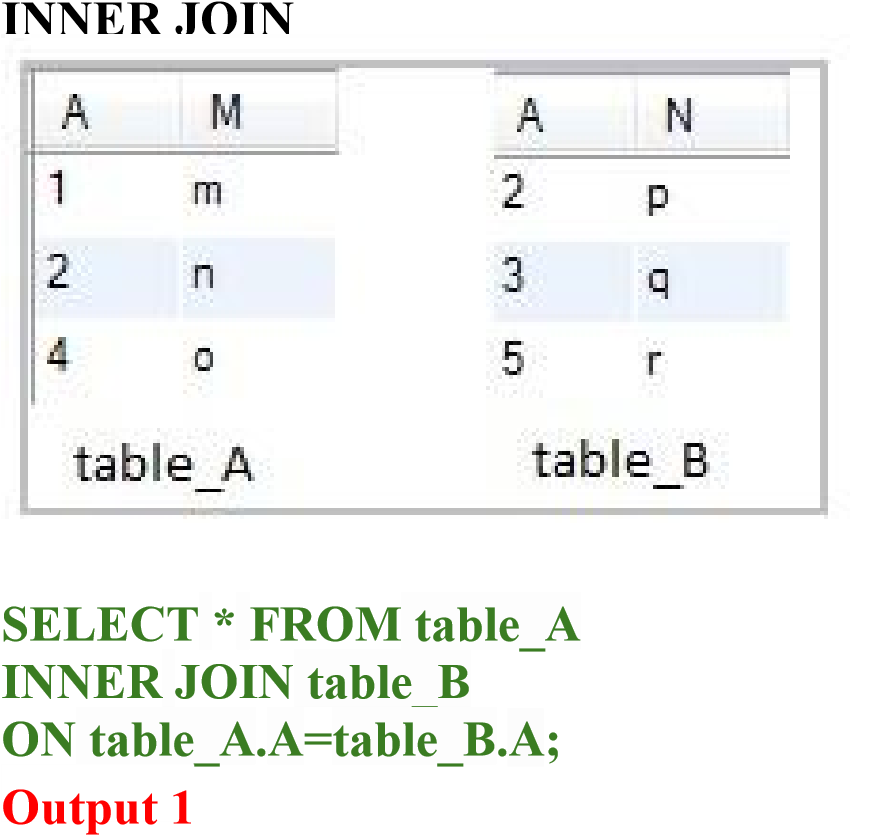 INNER JOIN
A M A N
1 m 2 p
2 n 3 q
4 o 5 r
table_A table_B
SELECT * FROM table_A
INNER JOIN table_B
ON table_A.A=table_B.A;
Output 1